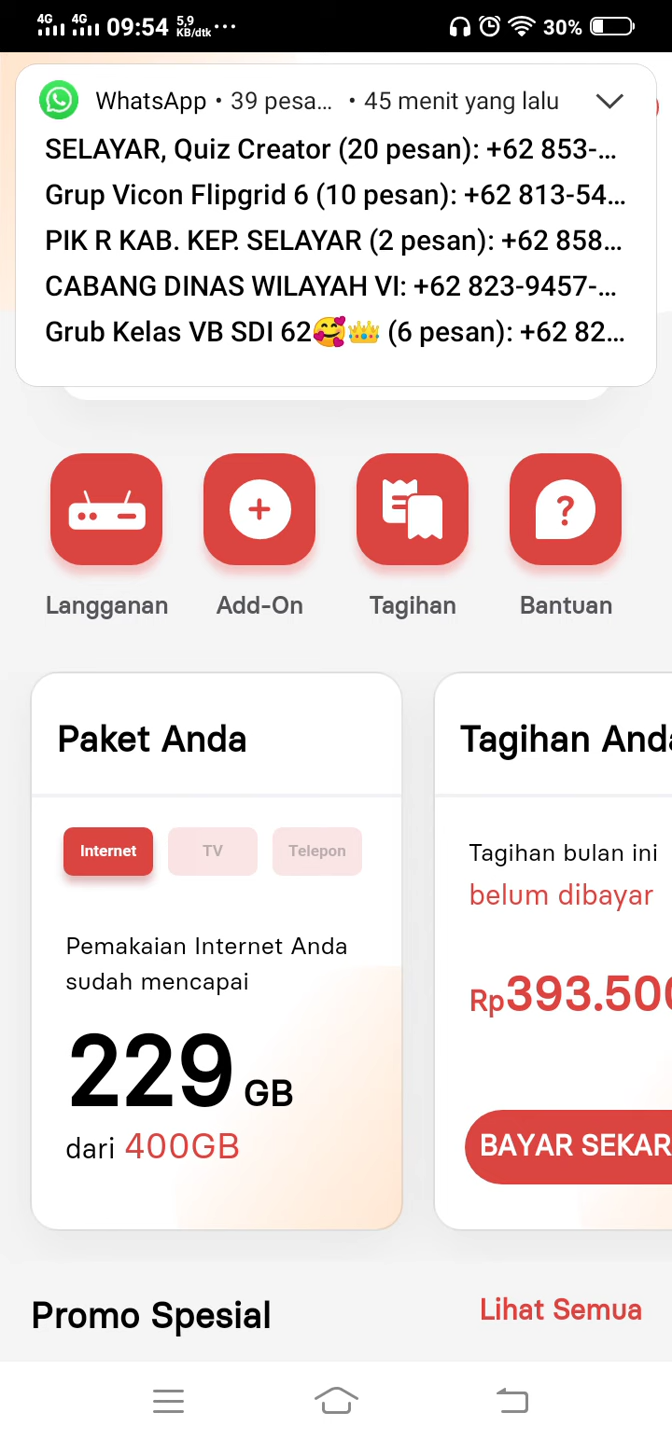 4G 4G 09:54 5,9 KB/dtk ... 30%
WhatsApp • 39 pesa... • 45 menit yang lalu
SELAYAR, Quiz Creator (20 pesan): +62 853-...
Grup Vicon Flipgrid 6 (10 pesan): +62 813-54...
PIK R KAB. KEP. SELAYAR (2 pesan): +62 858...
CABANG DINAS WILAYAH VI: +62 823-9457-...
Grub Kelas VB SDI 62🥰👑 (6 pesan): +62 82...
Langganan Add-On Tagihan Bantuan
Paket Anda
Internet TV Telepon
Pemakaian Internet Anda
sudah mencapai
229 GB
dari 400GB
Tagihan Anda
Tagihan bulan ini
belum dibayar
Rp393.500
BAYAR SEKAR
Promo Spesial Lihat Semua